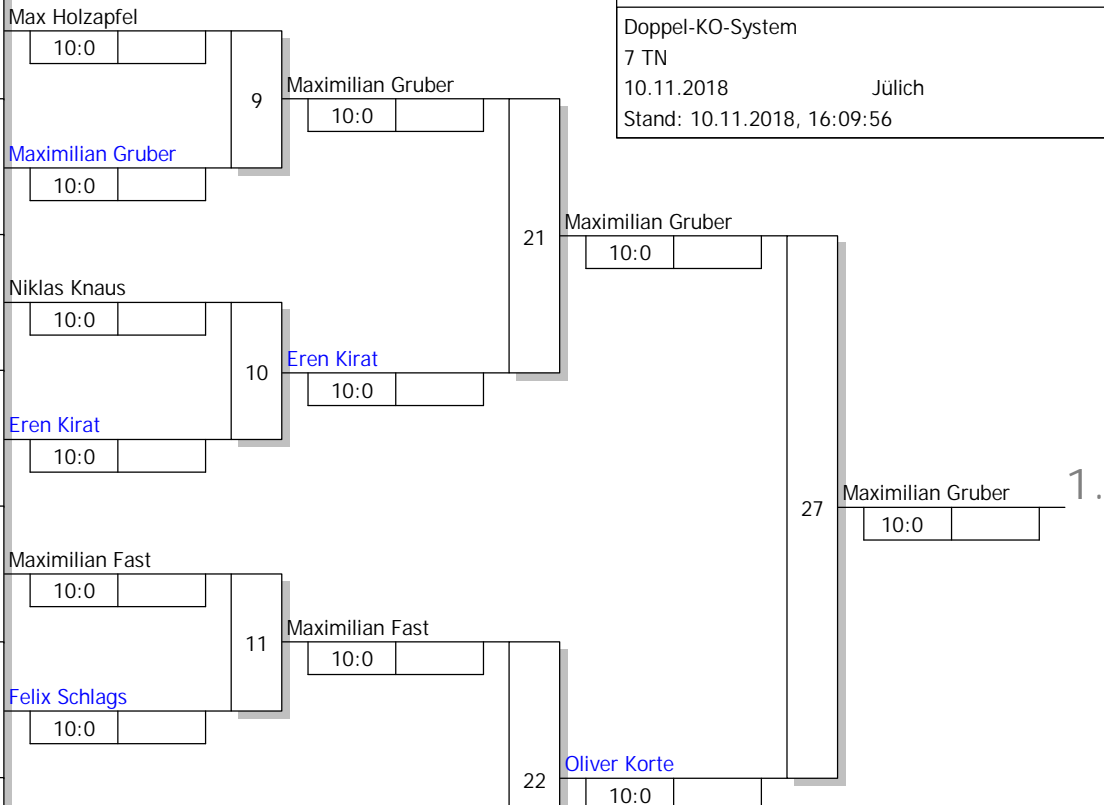 Max Holzapfel
10:0
9
Maximilian Gruber
10:0
Maximilian Gruber
10:0
Doppel-KO-System
7 TN
10.11.2018 Jülich
Stand: 10.11.2018, 16:09:56
21
Maximilian Gruber
10:0
Niklas Knaus
10:0
10
Eren Kirat
10:0
Eren Kirat
10:0
27
Maximilian Gruber
1.
10:0
Maximilian Fast
10:0
11
Maximilian Fast
10:0
Felix Schlags
10:0
22
Oliver Korte
10:0